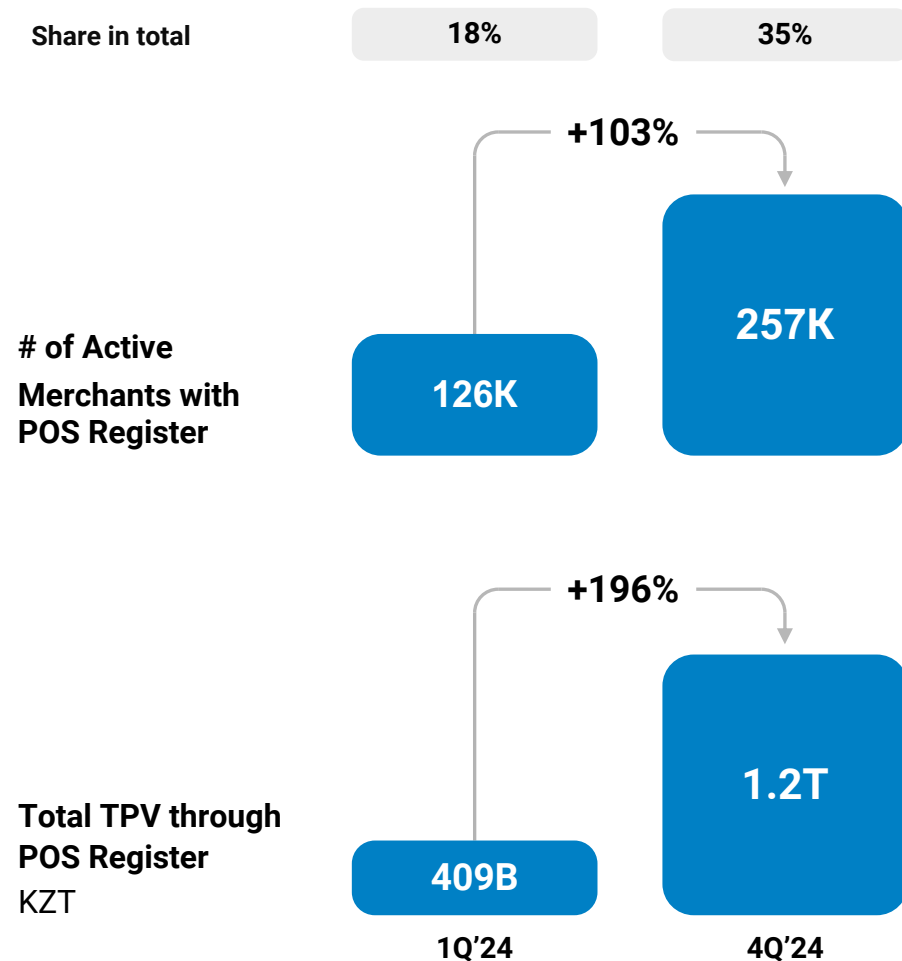 Share in total 18% 35%
+103%
# of Active
Merchants with
POS Register
126K
257K
+196%
Total TPV through
POS Register
KZT
409B
1.2T
1Q’24 4Q’24